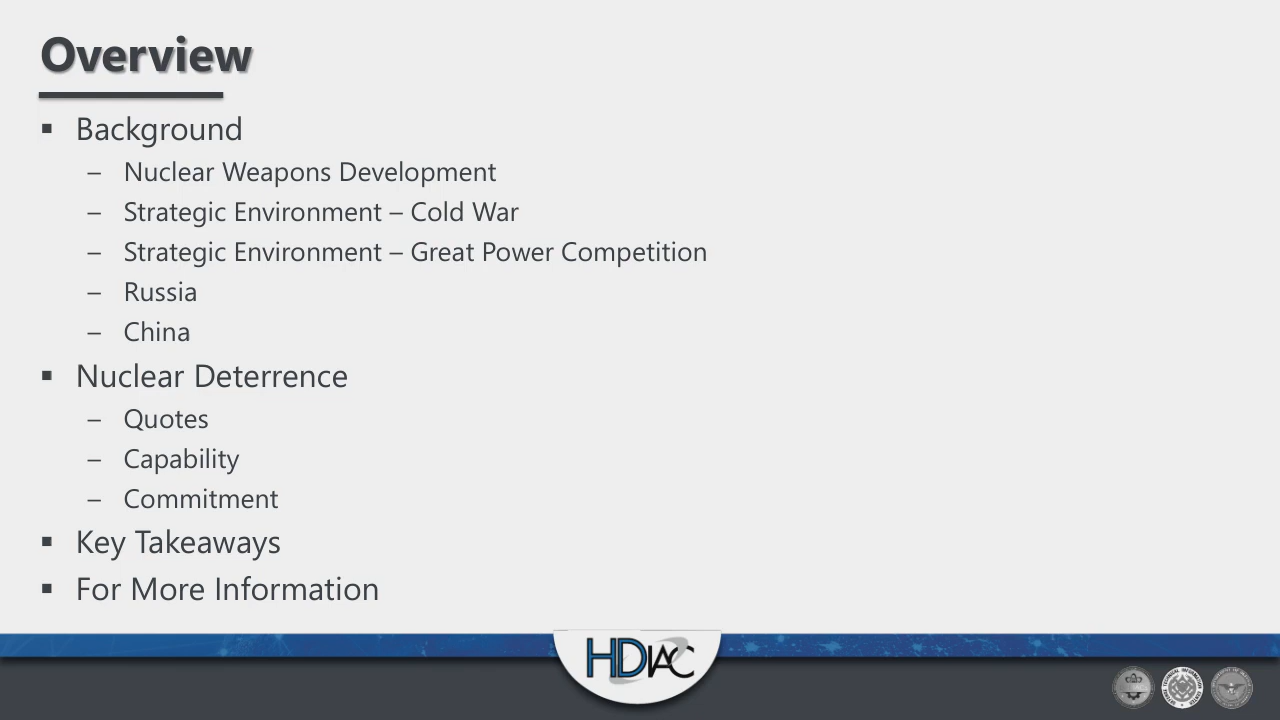 Overview
▪ Background
– Nuclear Weapons Development
– Strategic Environment – Cold War
– Strategic Environment – Great Power Competition
– Russia
– China
▪ Nuclear Deterrence
– Quotes
– Capability
– Commitment
▪ Key Takeaways
▪ For More Information
HDIAC